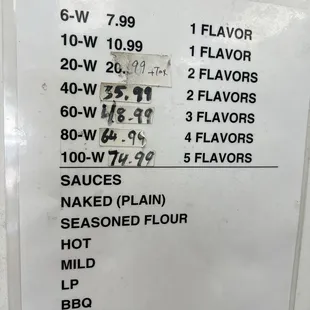 6-W 7.99 1 FLAVOR
10-W 10.99 1 FLAVOR
20-W 20.99 +Tax 2 FLAVORS
40-W 35.99 2 FLAVORS
60-W 48.99 3 FLAVORS
80-W 64.99 4 FLAVORS
100-W 74.99 5 FLAVORS
SAUCES
NAKED (PLAIN)
SEASONED FLOUR
HOT
MILD
LP
BBQ